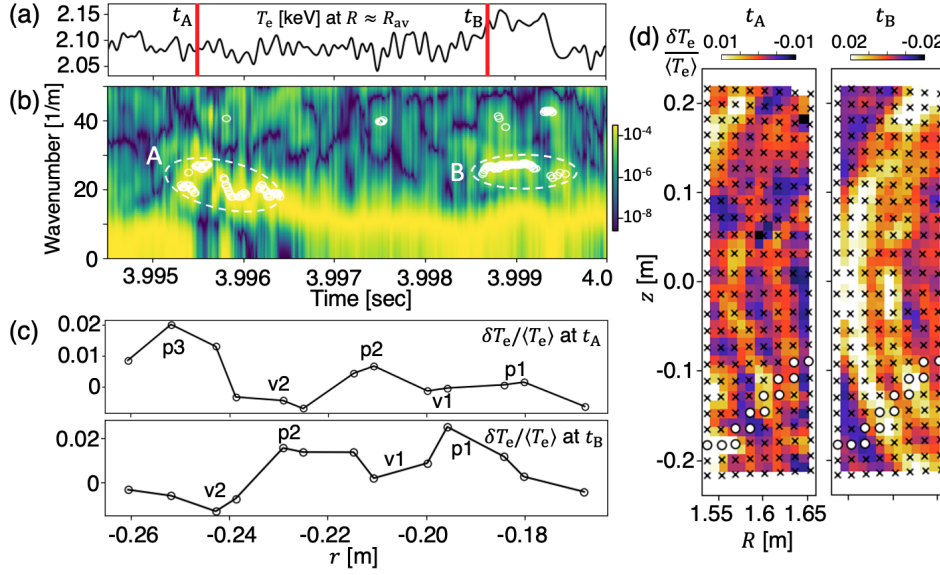 (a) t_A T_e [keV] at R ≈ R_av t_B
2.15
2.10
2.05
(b)
Wavenumber [1/m]
40
20
0
A
B
10^-4
10^-6
10^-8
3.995 3.996 3.997 3.998 3.999 4.0
Time [sec]
(c)
0.02
0.01
0
δT_e/⟨T_e⟩ at t_A
p3
v2
p2
v1
p1
0.02
0
δT_e/⟨T_e⟩ at t_B
v2
p2
v1
p1
-0.26 -0.24 -0.22 -0.20 -0.18
r [m]
(d)
δT_e
⟨T_e⟩
t_A t_B
0.01 -0.01 0.02 -0.02
0.2
0.1
0.0
-0.1
-0.2
z [m]
1.55 1.6 1.65
R [m]